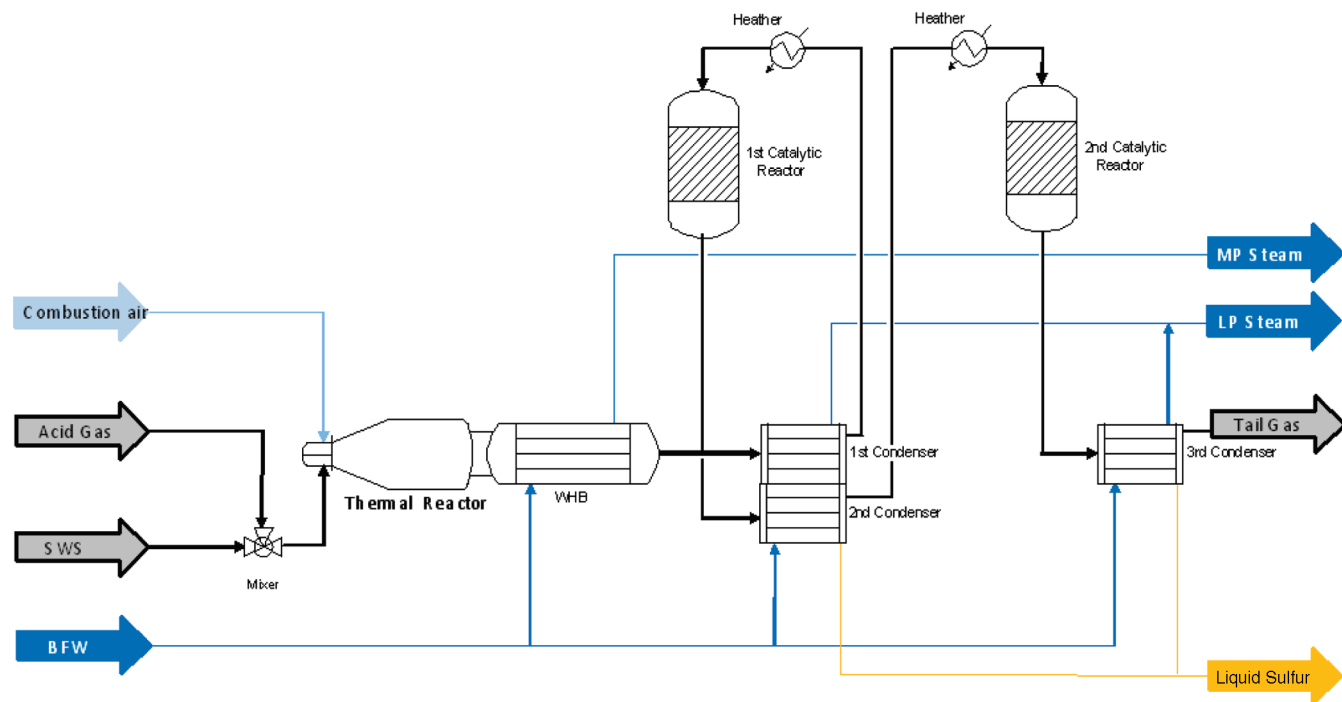 Heather
Heather
1st Catalytic
Reactor
2nd Catalytic
Reactor
MP Steam
Combustion air
LP Steam
Acid Gas
Tail Gas
1st Condenser
3rd Condenser
Thermal Reactor
WHB
2nd Condenser
SWS
Mixer
BFW
Liquid Sulfur